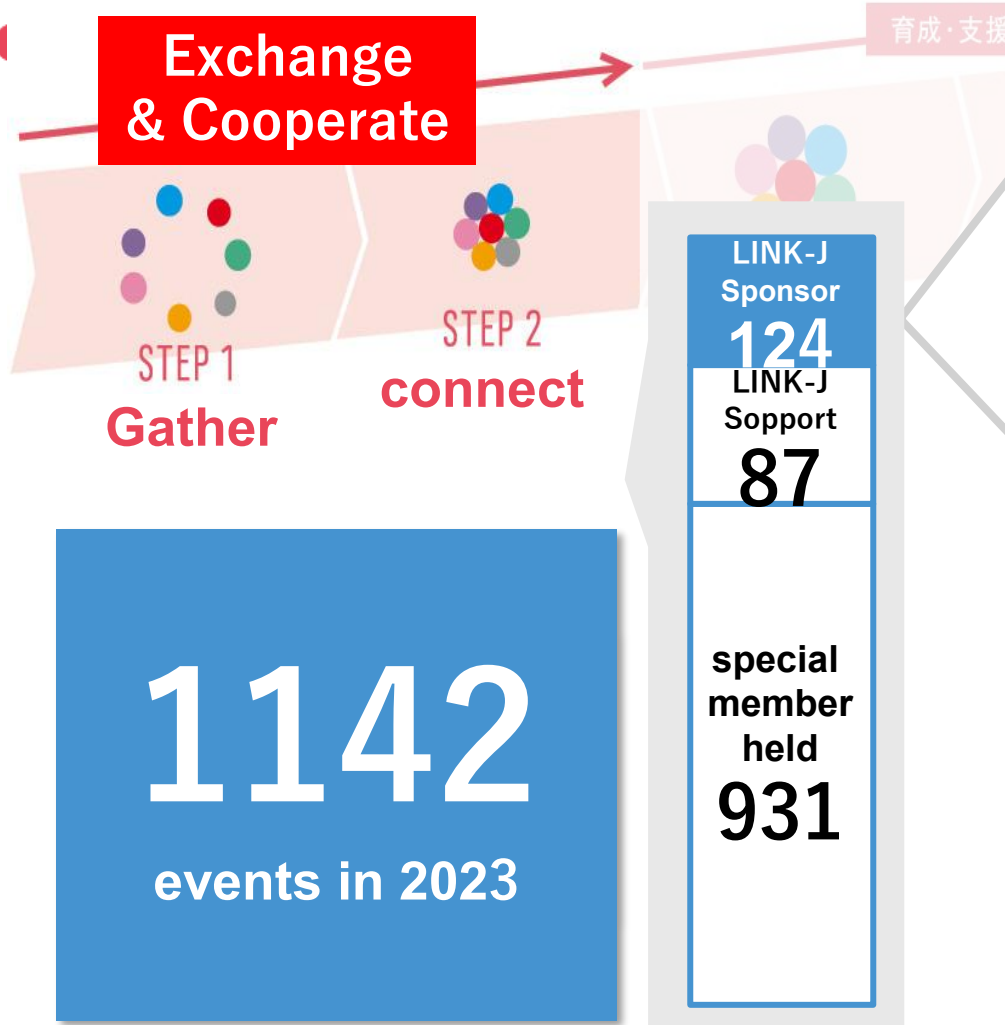 育成・支援
Exchange
& Cooperate
STEP 1
Gather
STEP 2
connect
LINK-J
Sponsor
124
LINK-J
Sopport
87
special
member
held
931
1142
events in 2023